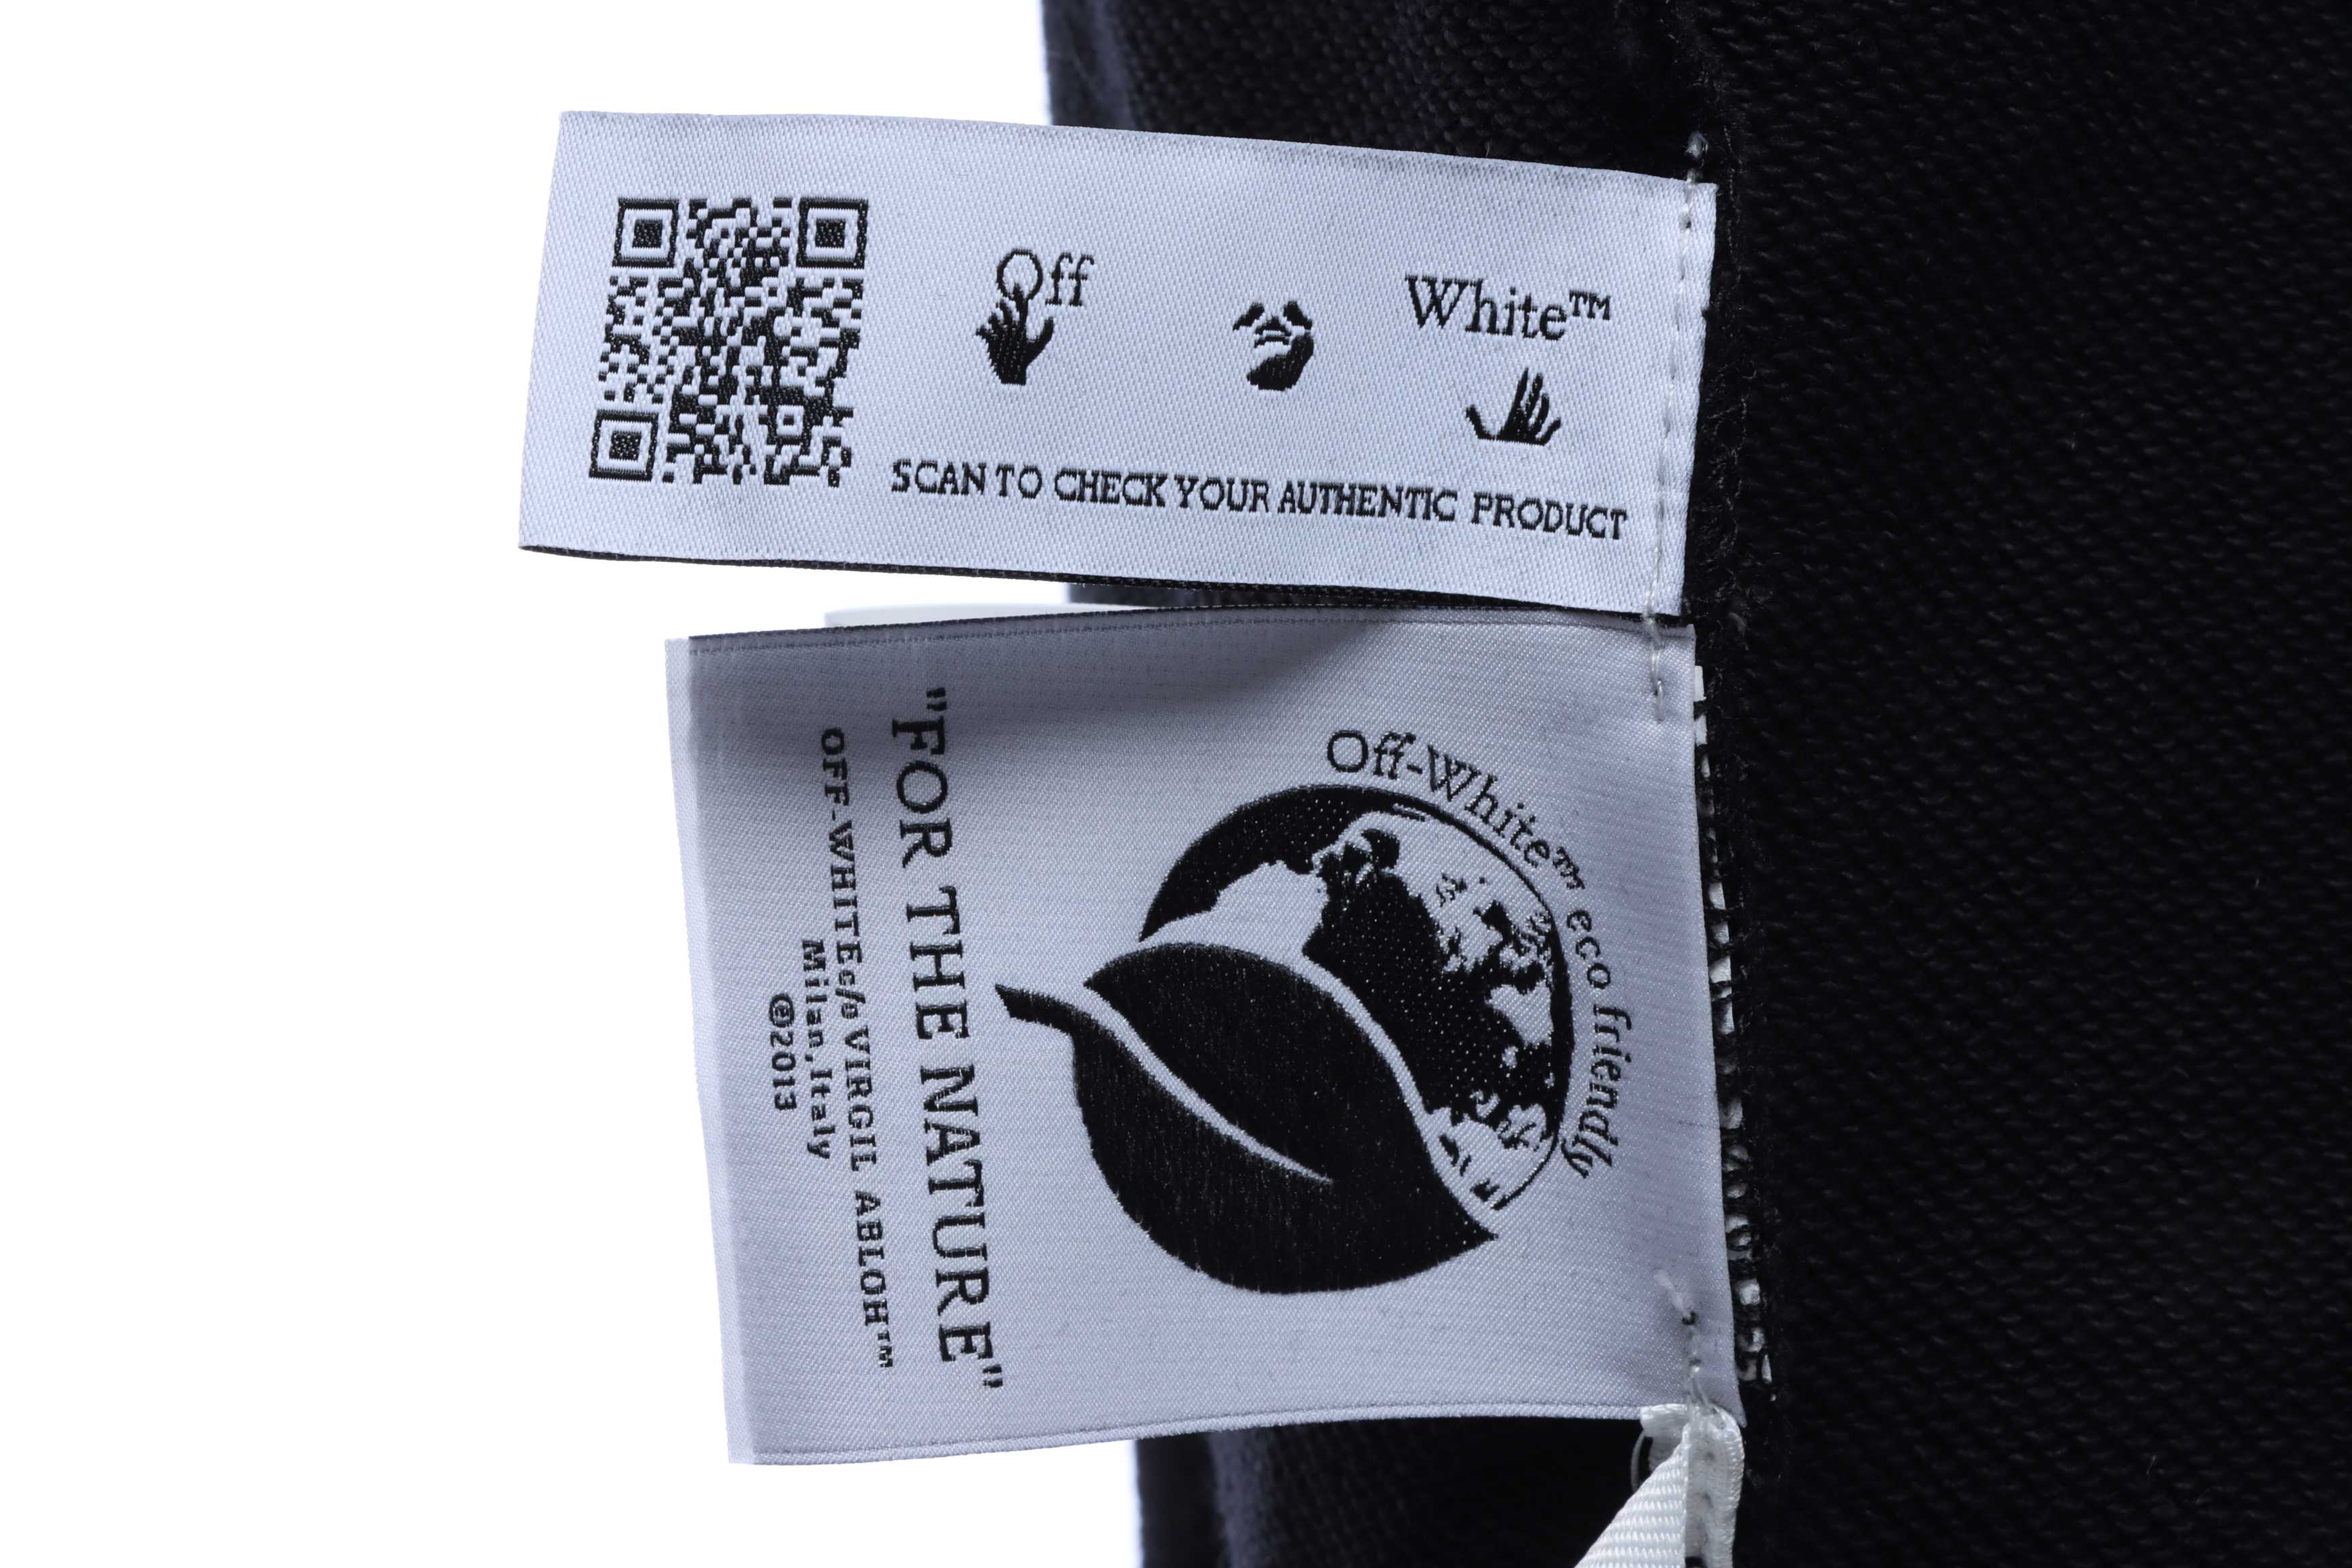 Off
White™
SCAN TO CHECK YOUR AUTHENTIC PRODUCT
Off-White™ eco friendly
"FOR THE NATURE"
OFF-WHITEc/o VIRGIL ABLOH™
Milan,Italy
©2013